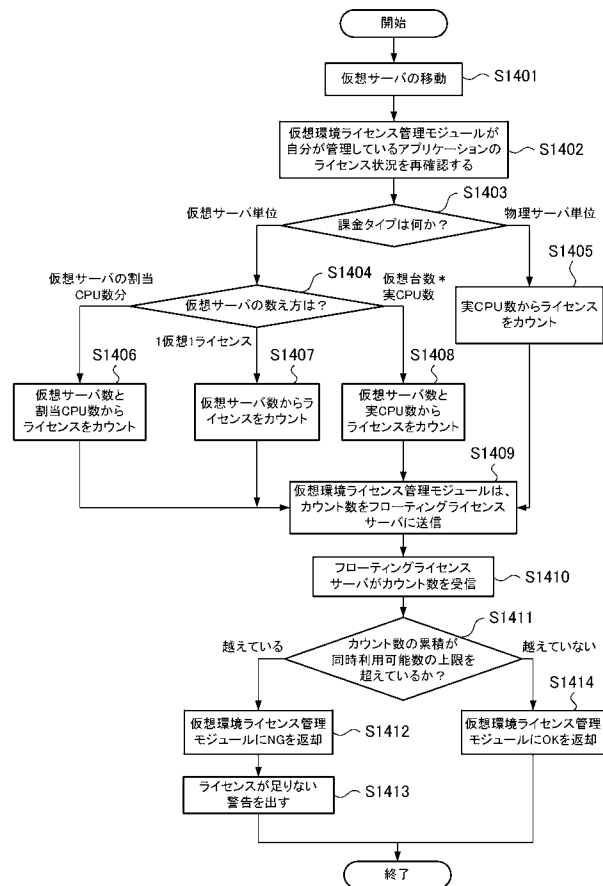 開始
仮想サーバの移動
S1401
仮想環境ライセンス管理モジュールが
自分が管理しているアプリケーションの
ライセンス状況を再確認する
S1402
S1403
仮想サーバ単位
課金タイプは何か？
物理サーバ単位
S1404
S1405
仮想サーバの割当
CPU数分
仮想サーバの数え方は？
仮想台数*
実CPU数
実CPU数からライセンス
をカウント
1仮想1ライセンス
S1406
S1407
S1408
仮想サーバ数と
割当CPU数から
ライセンスをカウント
仮想サーバ数からラ
イセンスをカウント
仮想サーバ数と
実CPU数から
ライセンスをカウント
S1409
仮想環境ライセンス管理モジュールは、
カウント数をフローティングライセンス
サーバに送信
フローティングライセンス
サーバがカウント数を受信
S1410
S1411
越えている
カウント数の累積が
同時利用可能数の上限を
超えているか？
越えていない
S1414
仮想環境ライセンス管理
モジュールにNGを返却
S1412
仮想環境ライセンス管理
モジュールにOKを返却
ライセンスが足りない
警告を出す
S1413
終了